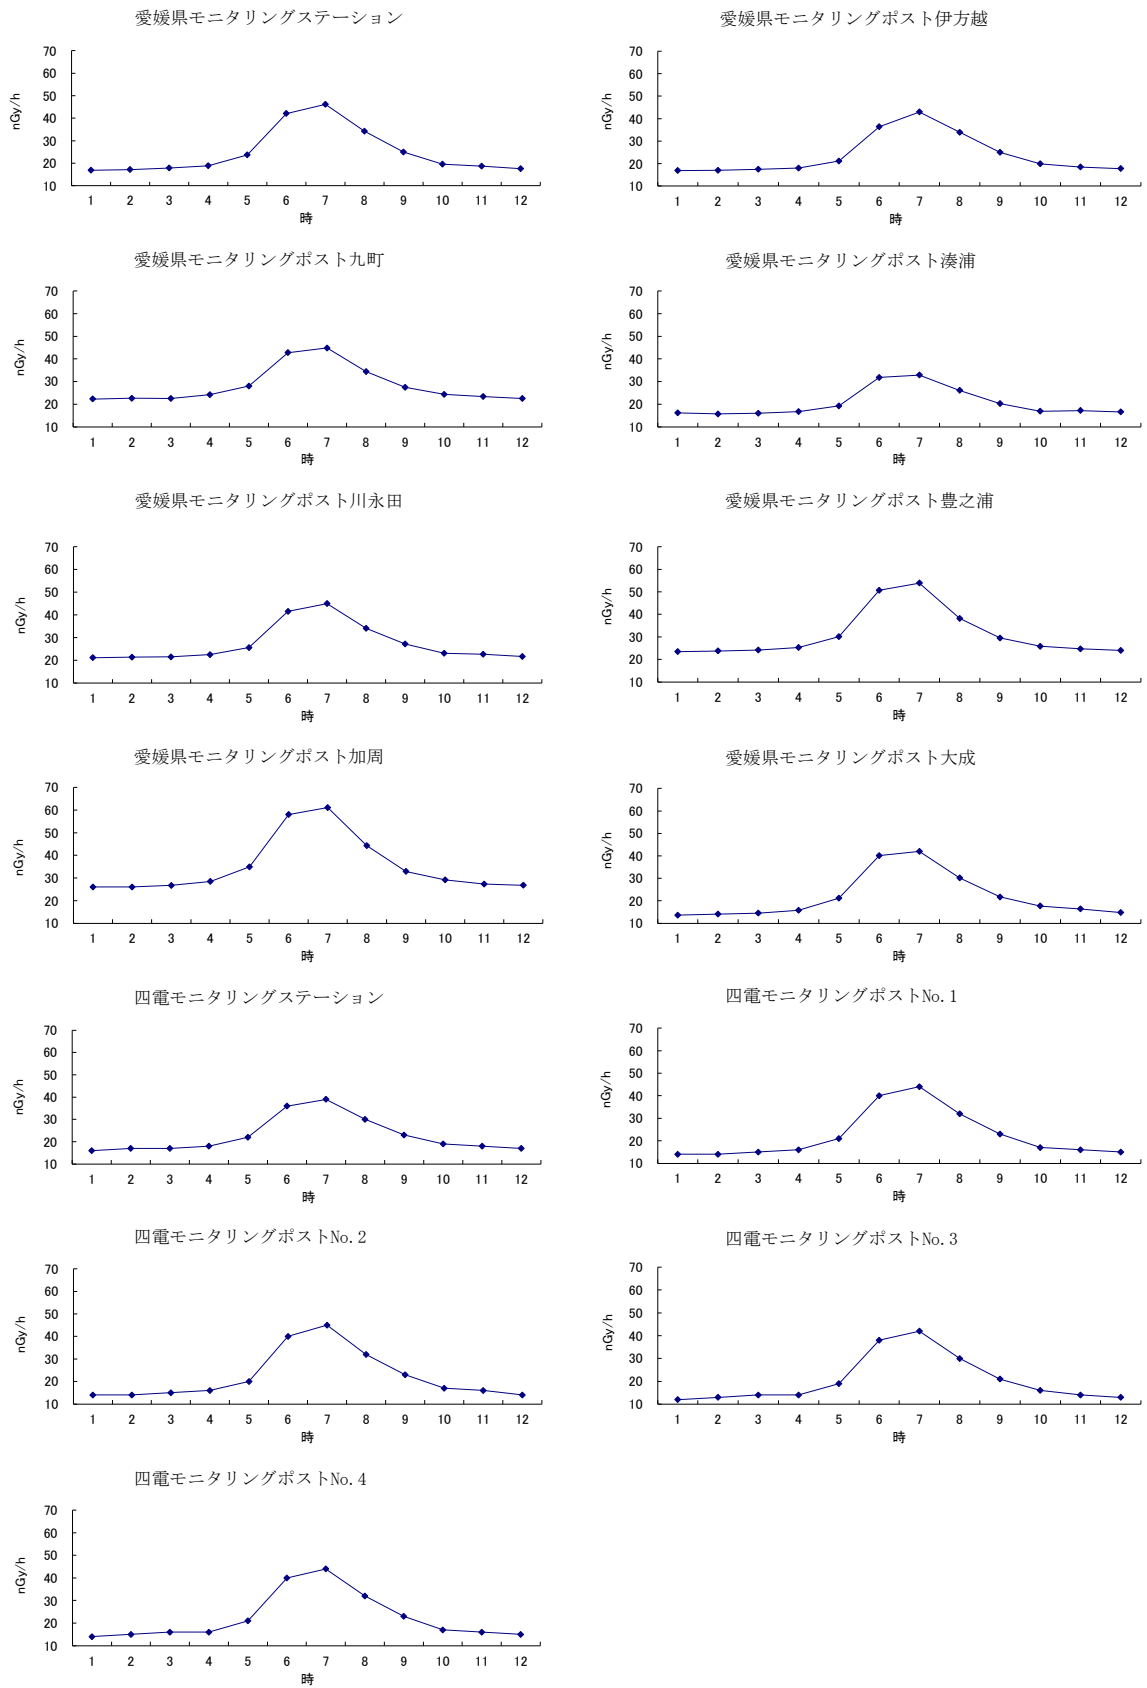 愛媛県モニタリングステーション
70
60
50
40
30
20
10
nGy/h
1 2 3 4 5 6 7 8 9 10 11 12
時
愛媛県モニタリングポスト伊方越
70
60
50
40
30
20
10
nGy/h
1 2 3 4 5 6 7 8 9 10 11 12
時
愛媛県モニタリングポスト九町
70
60
50
40
30
20
10
nGy/h
1 2 3 4 5 6 7 8 9 10 11 12
時
愛媛県モニタリングポスト湊浦
70
60
50
40
30
20
10
nGy/h
1 2 3 4 5 6 7 8 9 10 11 12
時
愛媛県モニタリングポスト川永田
70
60
50
40
30
20
10
nGy/h
1 2 3 4 5 6 7 8 9 10 11 12
時
愛媛県モニタリングポスト豊之浦
70
60
50
40
30
20
10
nGy/h
1 2 3 4 5 6 7 8 9 10 11 12
時
愛媛県モニタリングポスト加周
70
60
50
40
30
20
10
nGy/h
1 2 3 4 5 6 7 8 9 10 11 12
時
愛媛県モニタリングポスト大成
70
60
50
40
30
20
10
nGy/h
1 2 3 4 5 6 7 8 9 10 11 12
時
四電モニタリングステーション
70
60
50
40
30
20
10
nGy/h
1 2 3 4 5 6 7 8 9 10 11 12
時
四電モニタリングポストNo.1
70
60
50
40
30
20
10
nGy/h
1 2 3 4 5 6 7 8 9 10 11 12
時
四電モニタリングポストNo.2
70
60
50
40
30
20
10
nGy/h
1 2 3 4 5 6 7 8 9 10 11 12
時
四電モニタリングポストNo.3
70
60
50
40
30
20
10
nGy/h
1 2 3 4 5 6 7 8 9 10 11 12
時
四電モニタリングポストNo.4
70
60
50
40
30
20
10
nGy/h
1 2 3 4 5 6 7 8 9 10 11 12
時